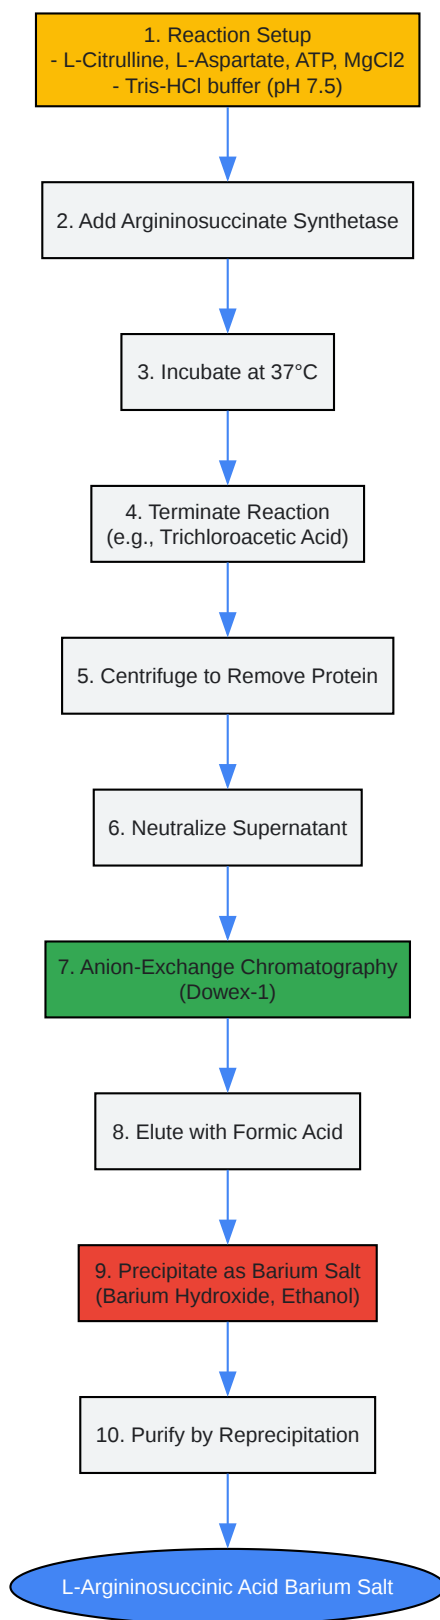 1. Reaction Setup
- L-Citrulline, L-Aspartate, ATP, MgCl2
- Tris-HCl buffer (pH 7.5)
2. Add Argininosuccinate Synthetase
3. Incubate at 37°C
4. Terminate Reaction
(e.g., Trichloroacetic Acid)
5. Centrifuge to Remove Protein
6. Neutralize Supernatant
7. Anion-Exchange Chromatography
(Dowex-1)
8. Elute with Formic Acid
9. Precipitate as Barium Salt
(Barium Hydroxide, Ethanol)
10. Purify by Reprecipitation
L-Argininosuccinic Acid Barium Salt